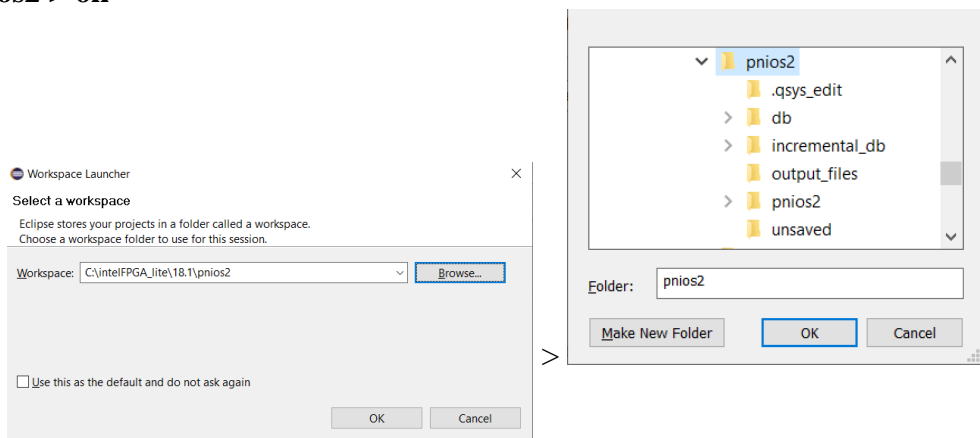 Workspace Launcher
Select a workspace
Eclipse stores your projects in a folder called a workspace.
Choose a workspace folder to use for this session.
Workspace: C:\intelFPGA_lite\18.1\pnios2 Browse...
Use this as the default and do not ask again
OK Cancel
>
pnios2
.qsys_edit
db
incremental_db
output_files
pnios2
unsaved
Folder: pnios2
Make New Folder OK Cancel